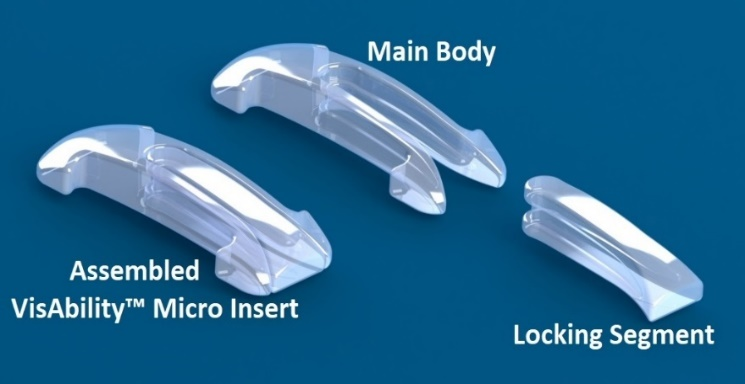 Main Body
Assembled
VisAbility™ Micro Insert
Locking Segment